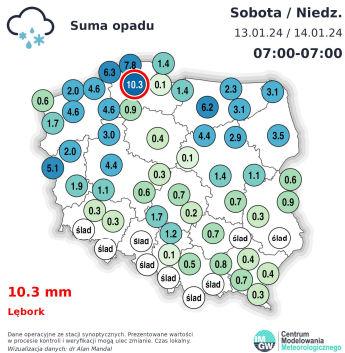 Suma opadu
Sobota / Niedz.
13.01.24 / 14.01.24
07:00-07:00
6.3 7.8 1.4
2.0 4.6 10.3 0.1 1.4 2.3 3.1
0.6
1.7 4.6 4.6 0.9 6.2 3.1
3.0 0.4 4.4 2.9 3.5
2.0 0.1
5.1 4.4
1.9 1.1 0.3 1.4 1.1 0.6
0.6 0.7 0.7 0.9
0.3 0.3 1.7 0.2 0.3
ślad 1.2 0.7 ślad ślad
ślad
ślad 0.1
ślad 0.5 0.8 0.4 0.4
ślad ślad 0.7
0.3
10.3 mm
Lębork
Dane operacyjne ze stacji synoptycznych. Prezentowane wartości
w procesie kontroli i weryfikacji mogą ulec zmianie. Czas lokalny.
Wizualizacja danych: dr Alan Mandal
IM
GW
Centrum
Modelowania
Meteorologicznego